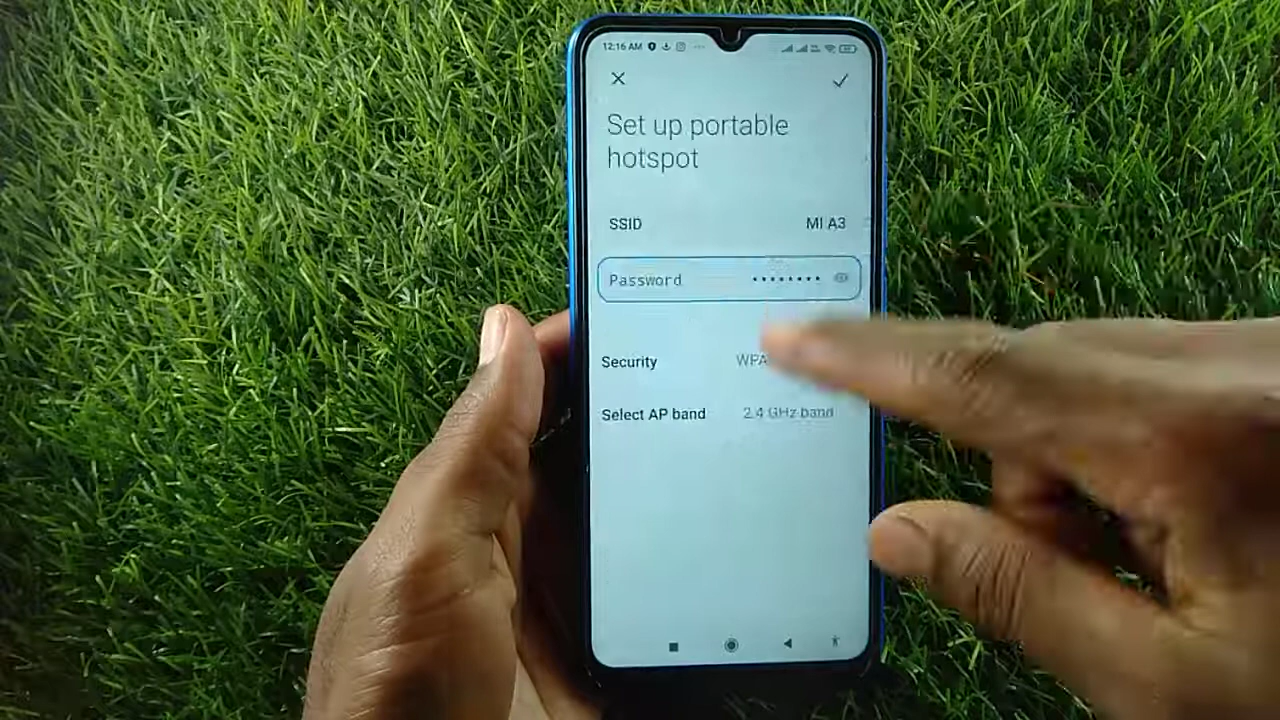 12:16 AM
Set up portable
hotspot
SSID MI A3
Password ••••••••
Security WPA
Select AP band 2.4 GHz band